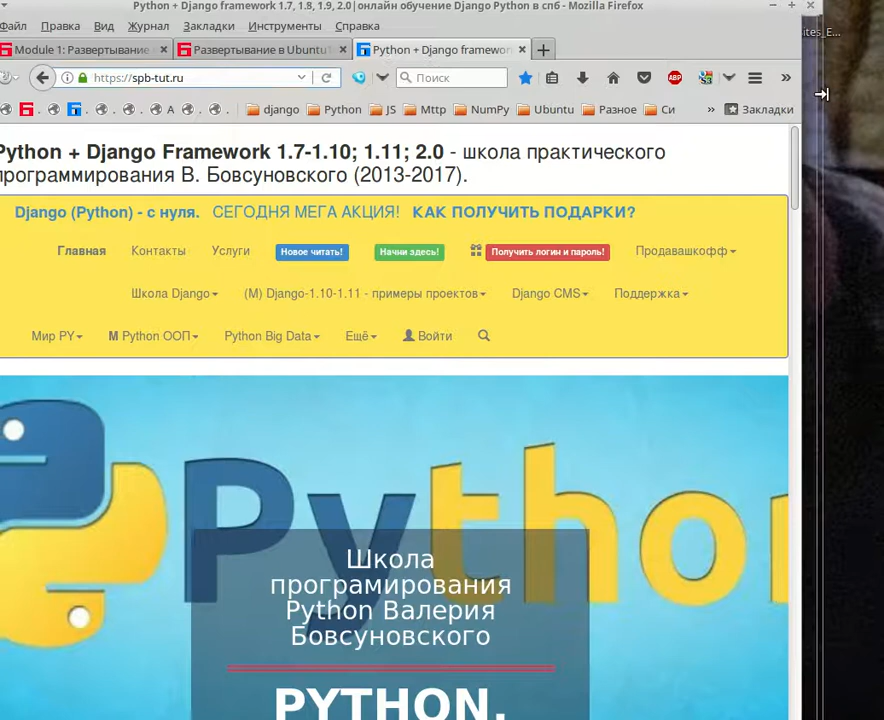 Python + Django framework 1.7, 1.8, 1.9, 2.0|онлайн обучение Django Python в спб - Mozilla Firefox
Файл Правка Вид Журнал Закладки Инструменты Справка
Module 1: Развертывание Развертывание в Ubuntu Python + Django framewor
https://spb-tut.ru Поиск ABP
django Python JS Mttp NumPy Ubuntu Разное Си » Закладки
Python + Django Framework 1.7-1.10; 1.11; 2.0 - школа практического
программирования В. Бовсуновского (2013-2017).
Django (Python) - с нуля. СЕГОДНЯ МЕГА АКЦИЯ! КАК ПОЛУЧИТЬ ПОДАРКИ?
Главная Контакты Услуги Новое читать! Начни здесь! Получить логин и пароль! Продавашкофф
Школа Django (М) Django-1.10-1.11 - примеры проектов Django CMS Поддержка
Мир PY М Python ООП Python Big Data Ещё Войти
Python
Школа
програмирования
Python Валерия
Бовсуновского
PYTHON.